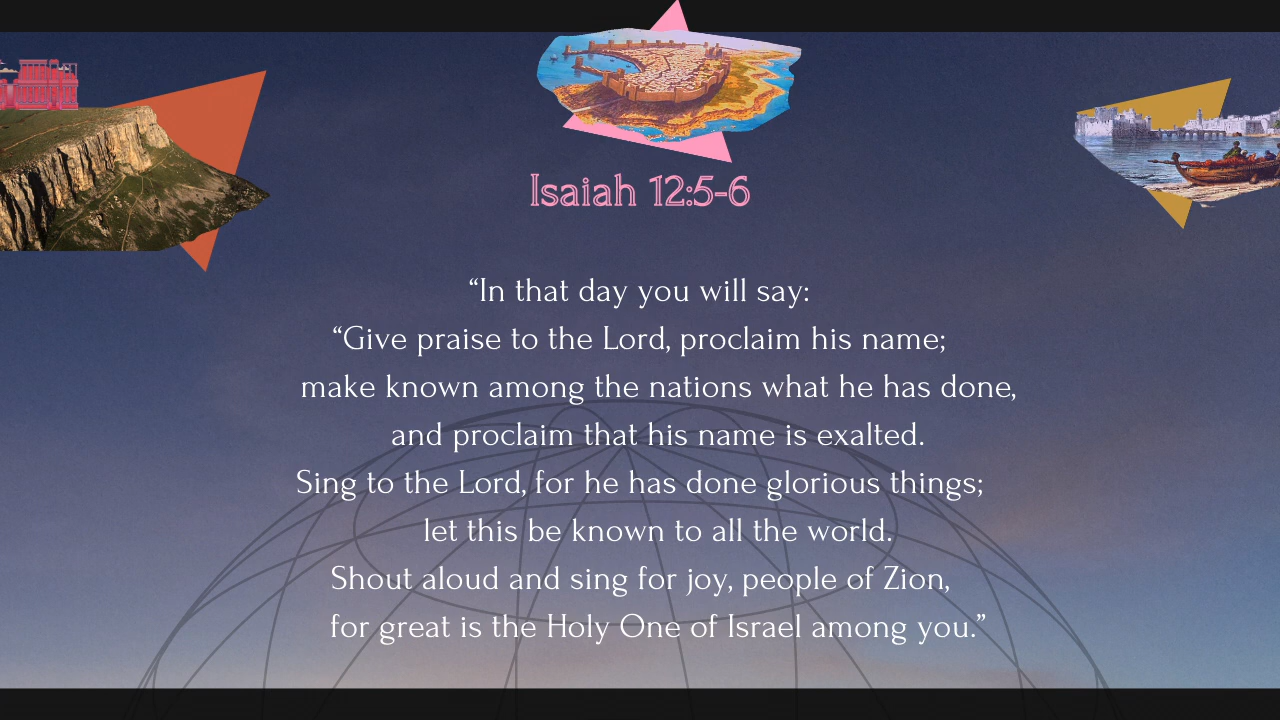 Isaiah 12:5-6
“In that day you will say:
“Give praise to the Lord, proclaim his name;
make known among the nations what he has done,
and proclaim that his name is exalted.
Sing to the Lord, for he has done glorious things;
let this be known to all the world.
Shout aloud and sing for joy, people of Zion,
for great is the Holy One of Israel among you.”